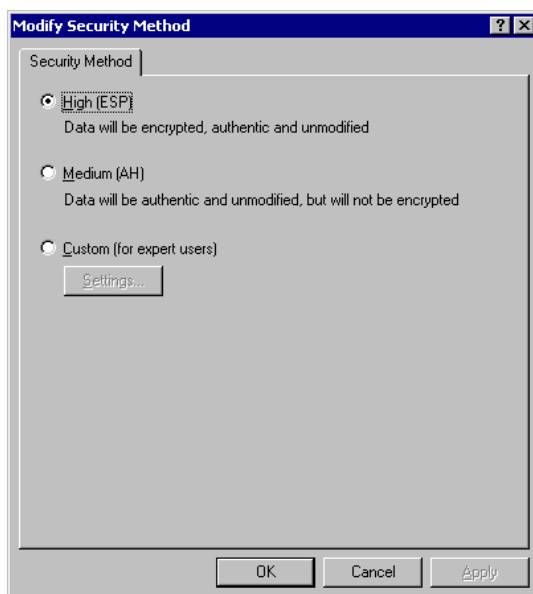 Modify Security Method
Security Method
High (ESP)
Data will be encrypted, authentic and unmodified
Medium (AH)
Data will be authentic and unmodified, but will not be encrypted
Custom (for expert users)
Settings...
OK Cancel Apply